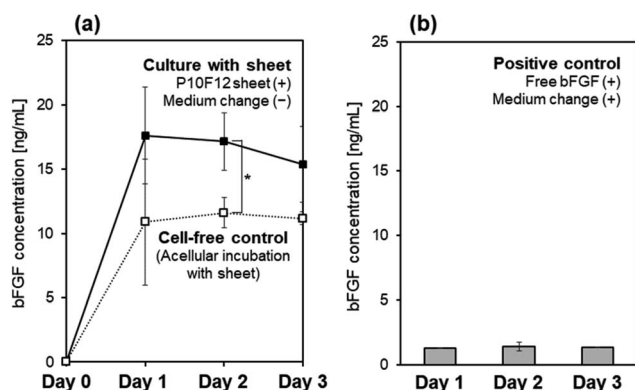 (a)
25
20
15
10
5
0
bFGF concentration [ng/mL]
Culture with sheet
P10F12 sheet (+)
Medium change (−)
*
Cell-free control
(Acellular incubation
with sheet)
Day 0 Day 1 Day 2 Day 3
(b)
25
20
15
10
5
0
bFGF concentration [ng/mL]
Positive control
Free bFGF (+)
Medium change (+)
Day 1 Day 2 Day 3